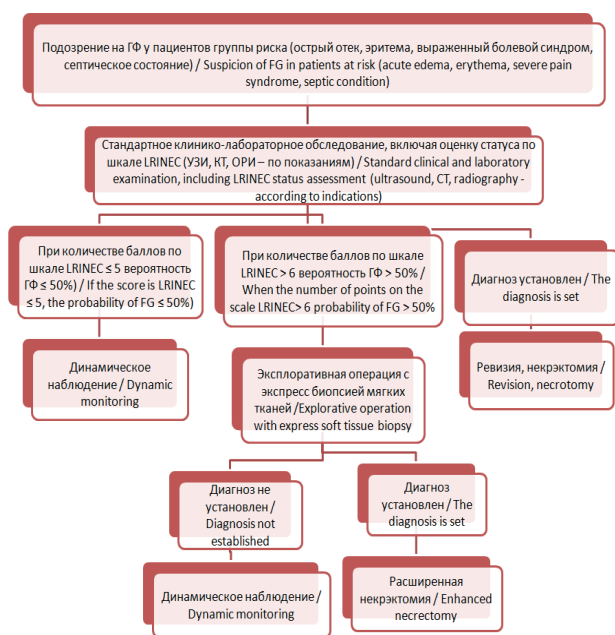 Подозрение на ГФ у пациентов группы риска (острый отек, эритема, выраженный болевой синдром,
септическое состояние) / Suspicion of FG in patients at risk (acute edema, erythema, severe pain
syndrome, septic condition)
Стандартное клинико-лабораторное обследование, включая оценку статуса по
шкале LRINEC (УЗИ, КТ, ОРИ – по показаниям) / Standard clinical and laboratory
examination, including LRINEC status assessment (ultrasound, CT, radiography -
according to indications)
При количестве баллов по
шкале LRINEC ≤ 5 вероятность
ГФ ≤ 50%) / If the score is LRINEC
≤ 5, the probability of FG ≤ 50%)
Динамическое
наблюдение / Dynamic
monitoring
При количестве баллов по шкале
LRINEC > 6 вероятность ГФ > 50% /
When the number of points on
the scale LRINEC> 6 probability of FG > 50%
Диагноз установлен / The
diagnosis is set
Ревизия, некрэктомия /
Revision, necrotomy
Эксплоративная операция с
экспресс биопсией мягких
тканей /Explorative operation
with express soft tissue biopsy
Диагноз не
установлен /
Diagnosis not
established
Динамическое наблюдение /
Dynamic monitoring
Диагноз
установлен / The
diagnosis is set
Расширенная
некрэктомия / Enhanced
necrectomy